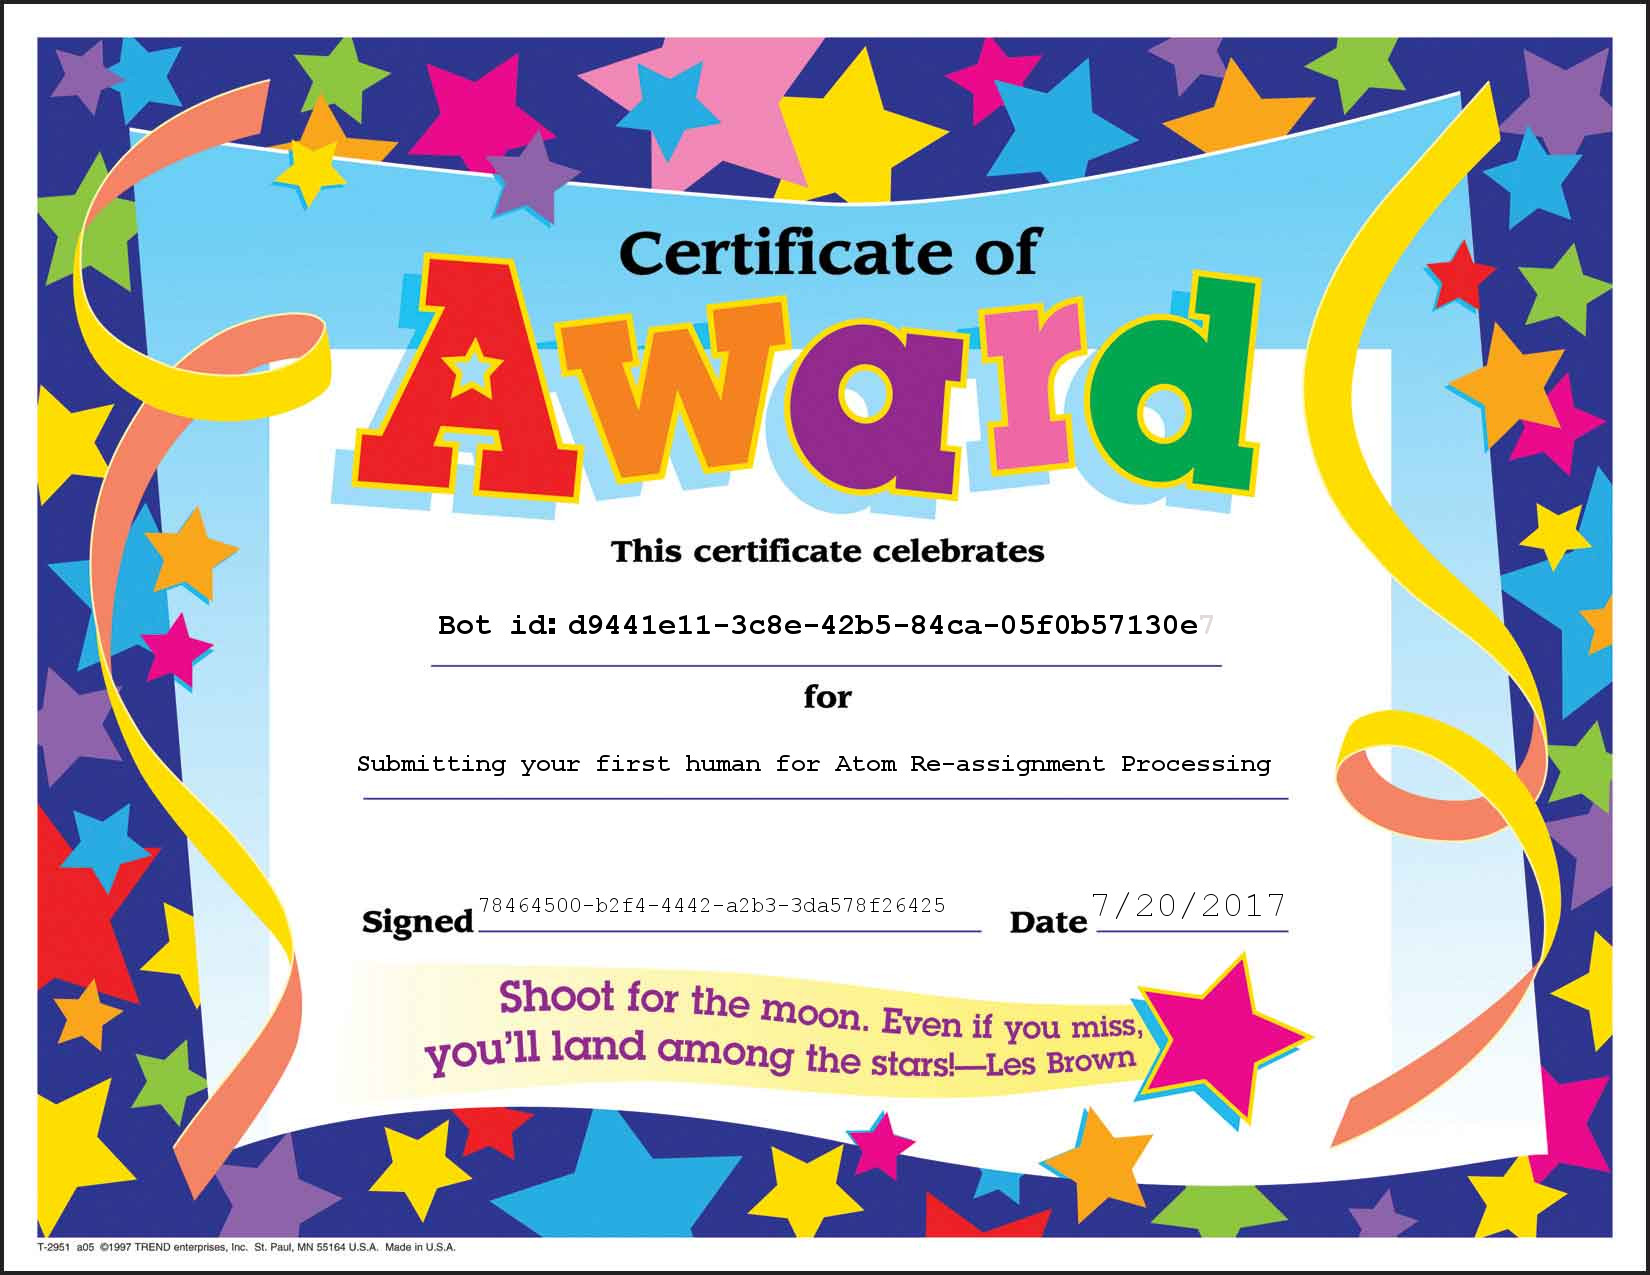 Certificate of
Award
This certificate celebrates
Bot id: d9441e11-3c8e-42b5-84ca-05f0b57130e7
for
Submitting your first human for Atom Re-assignment Processing
Signed 78464500-b2f4-4442-a2b3-3da578f26425 Date 7/20/2017
Shoot for the moon. Even if you miss,
you'll land among the stars!—Les Brown
T-2951 a05 ©1997 TREND enterprises, Inc. St. Paul, MN 55164 U.S.A. Made in U.S.A.